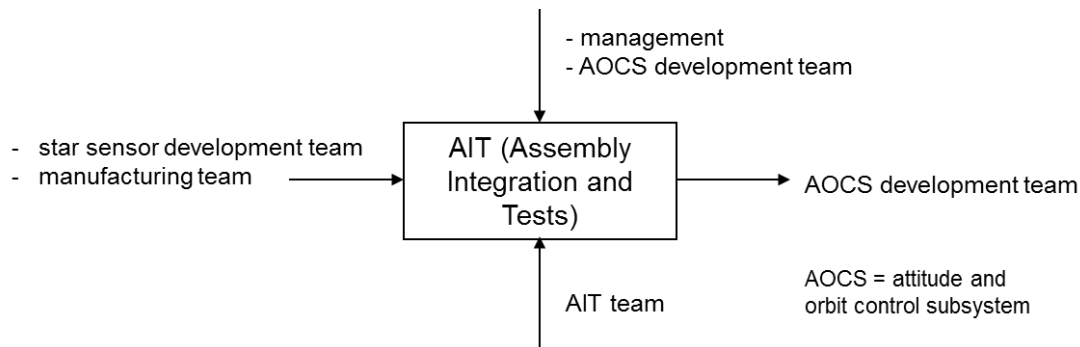 - management
- AOCS development team
- star sensor development team
- manufacturing team
AIT (Assembly
Integration and
Tests)
AOCS development team
AIT team
AOCS = attitude and
orbit control subsystem